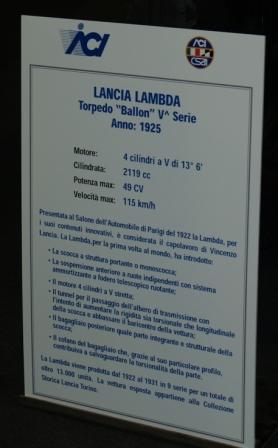 ACI
ACI
CSAI
LANCIA LAMBDA
Torpedo "Ballon" V^ Serie
Anno: 1925
Motore: 4 cilindri a V di 13° 6'
Cilindrata: 2119 cc
Potenza max: 49 CV
Velocità max: 115 km/h
Presentata al Salone dell'Automobile di Parigi del 1922 la Lambda, per
i suoi contenuti innovativi, è considerata il capolavoro di Vincenzo
Lancia. La Lambda,per la prima volta al mondo, ha introdotto:
• La scocca a struttura portante o monoscocca;
• La sospensione anteriore a ruote indipendenti con sistema
ammortizzante a fodero telescopico ruotante;
• Il motore 4 cilindri a V stretta;
• Il tunnel per il passaggio dell'albero di trasmissione con
l'intento di aumentare la rigidità sia torsionale che longitudinale
della scocca e abbassare il baricentro della vettura;
• Il bagagliaio posteriore quale parte integrante e strutturale della
scocca;
• Il cofano del bagagliaio che, grazie al suo particolare profilo,
contribuiva a salvaguardare la torsionalità della parte.
La Lambda viene prodotta dal 1922 al 1931 in 9 serie per un totale di
oltre 13.000 unità. La vettura esposta appartiene alla Collezione
Storica Lancia Torino.